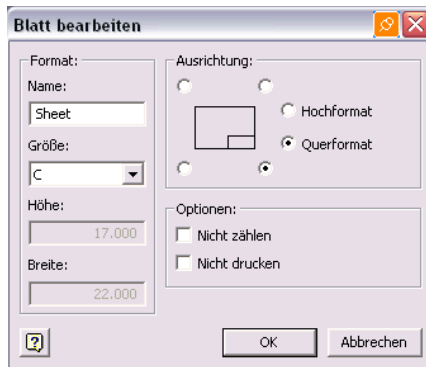 Blatt bearbeiten
Format:
Name:
Sheet
Größe:
C
Höhe:
17.000
Breite:
22.000
Ausrichtung:
Hochformat
Querformat
Optionen:
Nicht zählen
Nicht drucken
?
OK
Abbrechen